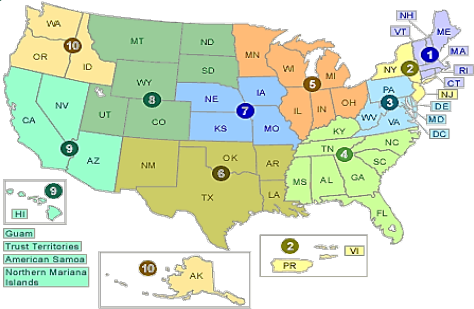 NH
WA
VT
ME
MT
ND
MN
10
1
MA
OR
ID
WI
MI
NY
2
RI
SD
5
CT
WY
NJ
PA
IA
NE
8
3
NV
7
IL
IN
OH
DE
UT
CO
WV
VA
MD
CA
KS
MO
KY
DC
NC
TN
9
OK
4
AZ
NM
6
AR
SC
MS
AL
GA
TX
LA
9
FL
HI
Guam
2
Trust Territories
VI
American Samoa
10
PR
Northern Mariana
Islands
AK